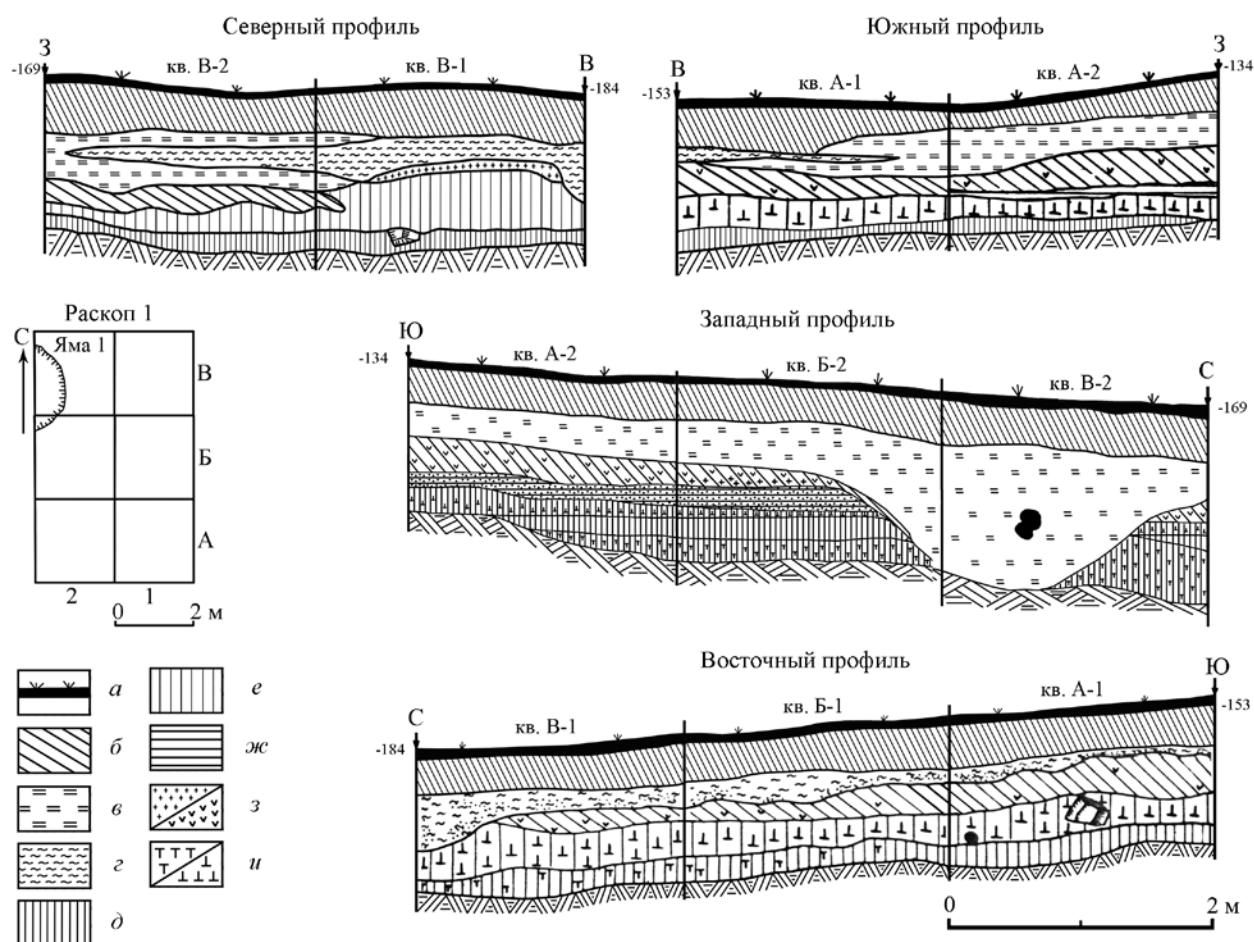 Северный профиль
З
-169
кв. В-2
кв. В-1
В
-184
Южный профиль
В
-153
кв. А-1
кв. А-2
З
-134
Раскоп 1
С
Яма 1
В
Б
А
2 1
0 2 м
Западный профиль
Ю
-134
кв. А-2
кв. Б-2
кв. В-2
С
-169
Восточный профиль
С
-184
кв. В-1
кв. Б-1
кв. А-1
Ю
-153
0 2 м
а
б
в
г
д
е
ж
з
и